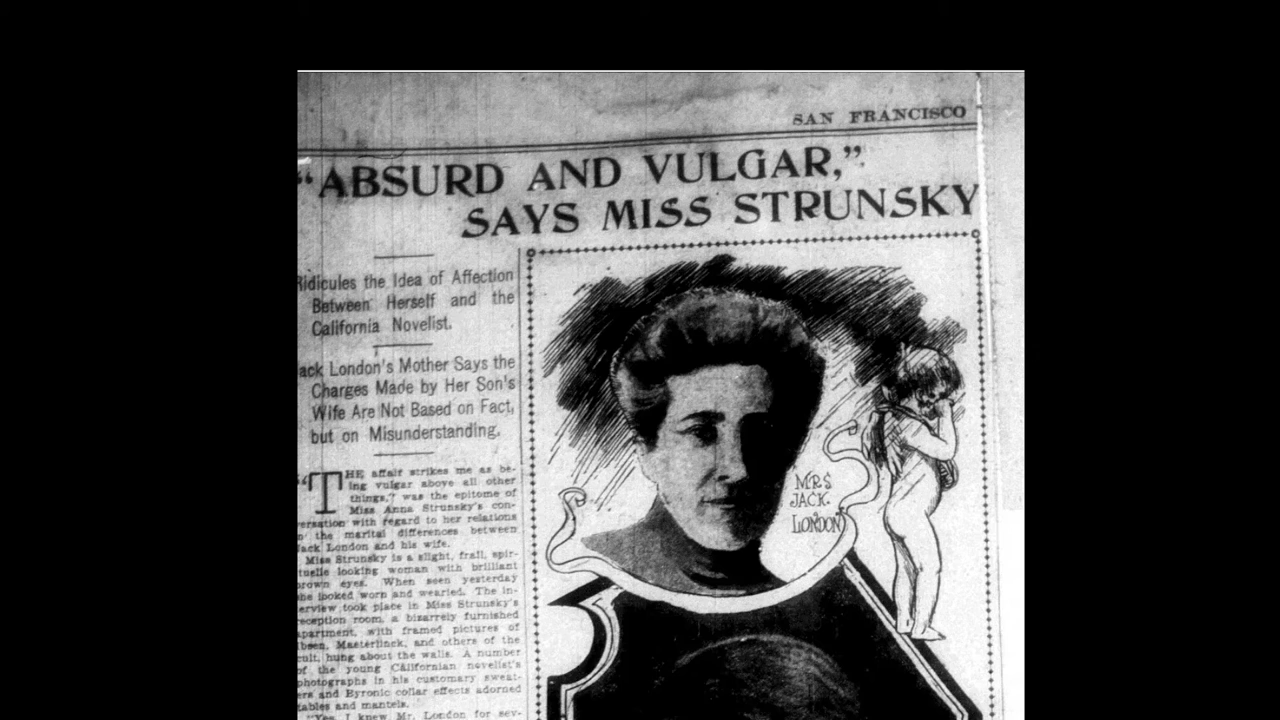 SAN FRANCISCO
“ABSURD AND VULGAR,”
SAYS MISS STRUNSKY
Ridicules the Idea of Affection
Between Herself and the
California Novelist.
ack London's Mother Says the
Charges Made by Her Son's
Wife Are Not Based on Fact,
but on Misunderstanding.
“THE affair strikes me as be-
ing vulgar above all other
things,” was the epitome of
Miss Anna Strunsky's con-
versation with regard to her relations
the marital differences between
Jack London and his wife.
Miss Strunsky is a slight, frail, spir-
ituelle looking woman with brilliant
brown eyes. When seen yesterday
she looked worn and wearied. The in-
terview took place in Miss Strunsky's
reception room, a bizarrely furnished
apartment, with framed pictures of
Ibsen, Maeterlinck, and others of the
cult, hung about the walls. A number
of the young Californian novelist's
photographs in his customary sweat-
ers and Byronic collar effects adorned
tables and mantels.
“Yes, I knew Mr. London for sev-
MRS
JACK.
LONDON